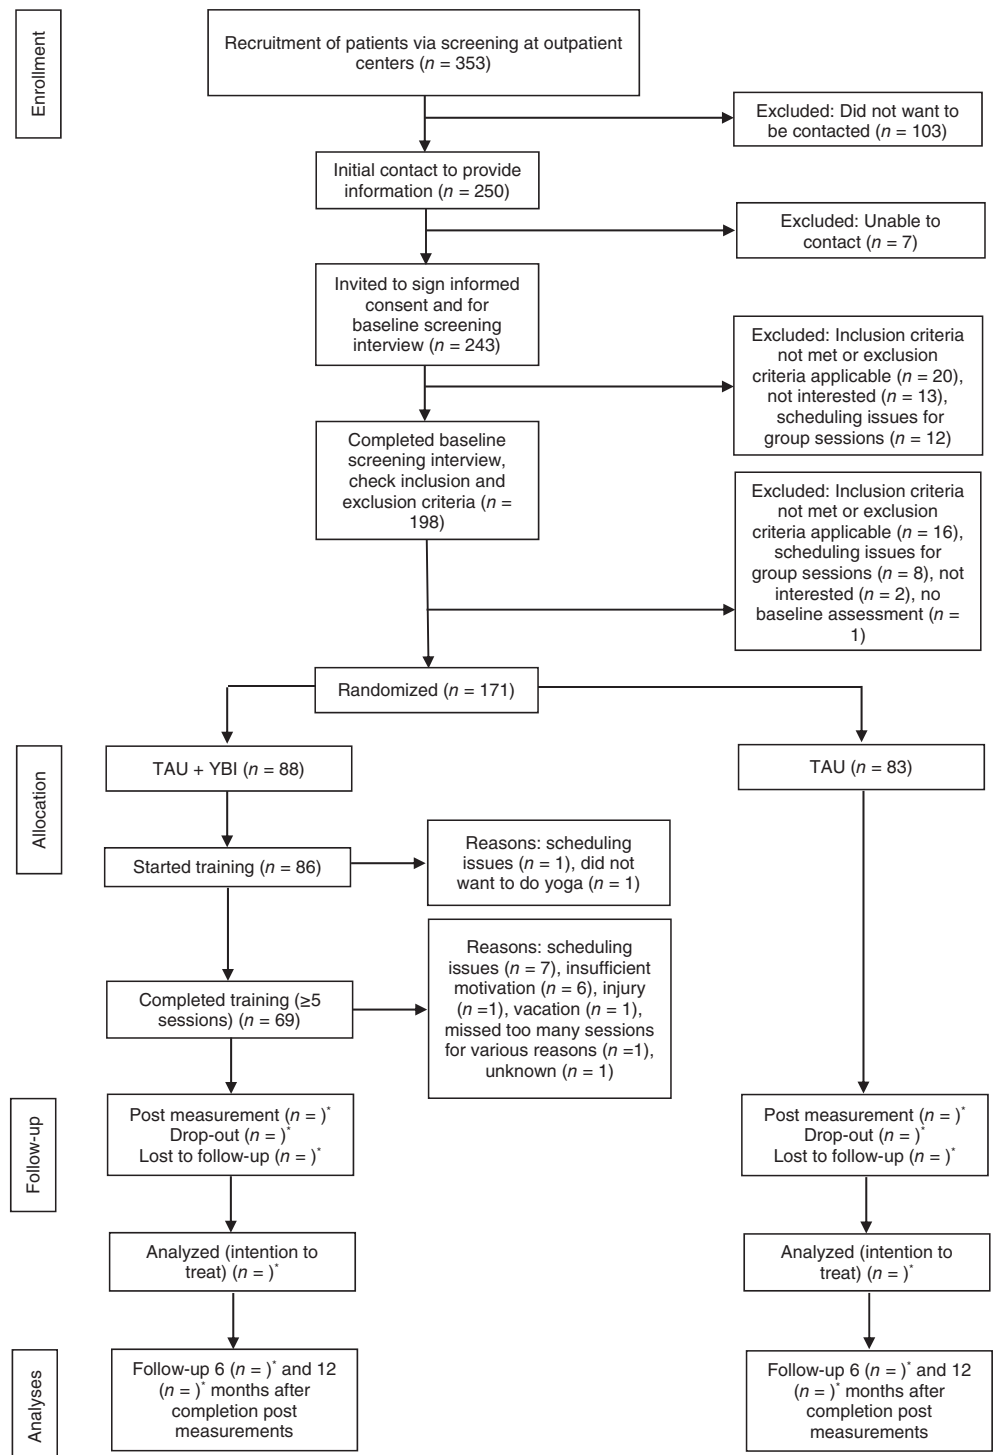 Enrollment
Recruitment of patients via screening at outpatient
centers (n = 353)
Excluded: Did not want to
be contacted (n = 103)
Initial contact to provide
information (n = 250)
Excluded: Unable to
contact (n = 7)
Invited to sign informed
consent and for
baseline screening
interview (n = 243)
Excluded: Inclusion criteria
not met or exclusion
criteria applicable (n = 20),
not interested (n = 13),
scheduling issues for
group sessions (n = 12)
Completed baseline
screening interview,
check inclusion and
exclusion criteria (n =
198)
Excluded: Inclusion criteria
not met or exclusion
criteria applicable (n = 16),
scheduling issues for
group sessions (n = 8), not
interested (n = 2), no
baseline assessment (n =
1)
Randomized (n = 171)
Allocation
TAU + YBI (n = 88)
TAU (n = 83)
Started training (n = 86)
Reasons: scheduling
issues (n = 1), did not
want to do yoga (n = 1)
Completed training (≥5
sessions) (n = 69)
Reasons: scheduling
issues (n = 7), insufficient
motivation (n = 6), injury
(n =1), vacation (n = 1),
missed too many sessions
for various reasons (n =1),
unknown (n = 1)
Follow-up
Post measurement (n = )*
Drop-out (n = )*
Lost to follow-up (n = )*
Post measurement (n = )*
Drop-out (n = )*
Lost to follow-up (n = )*
Analyzed (intention to
treat) (n = )*
Analyzed (intention to
treat) (n = )*
Analyses
Follow-up 6 (n = )* and 12
(n = )* months after
completion post
measurements
Follow-up 6 (n = )* and 12
(n = )* months after
completion post
measurements